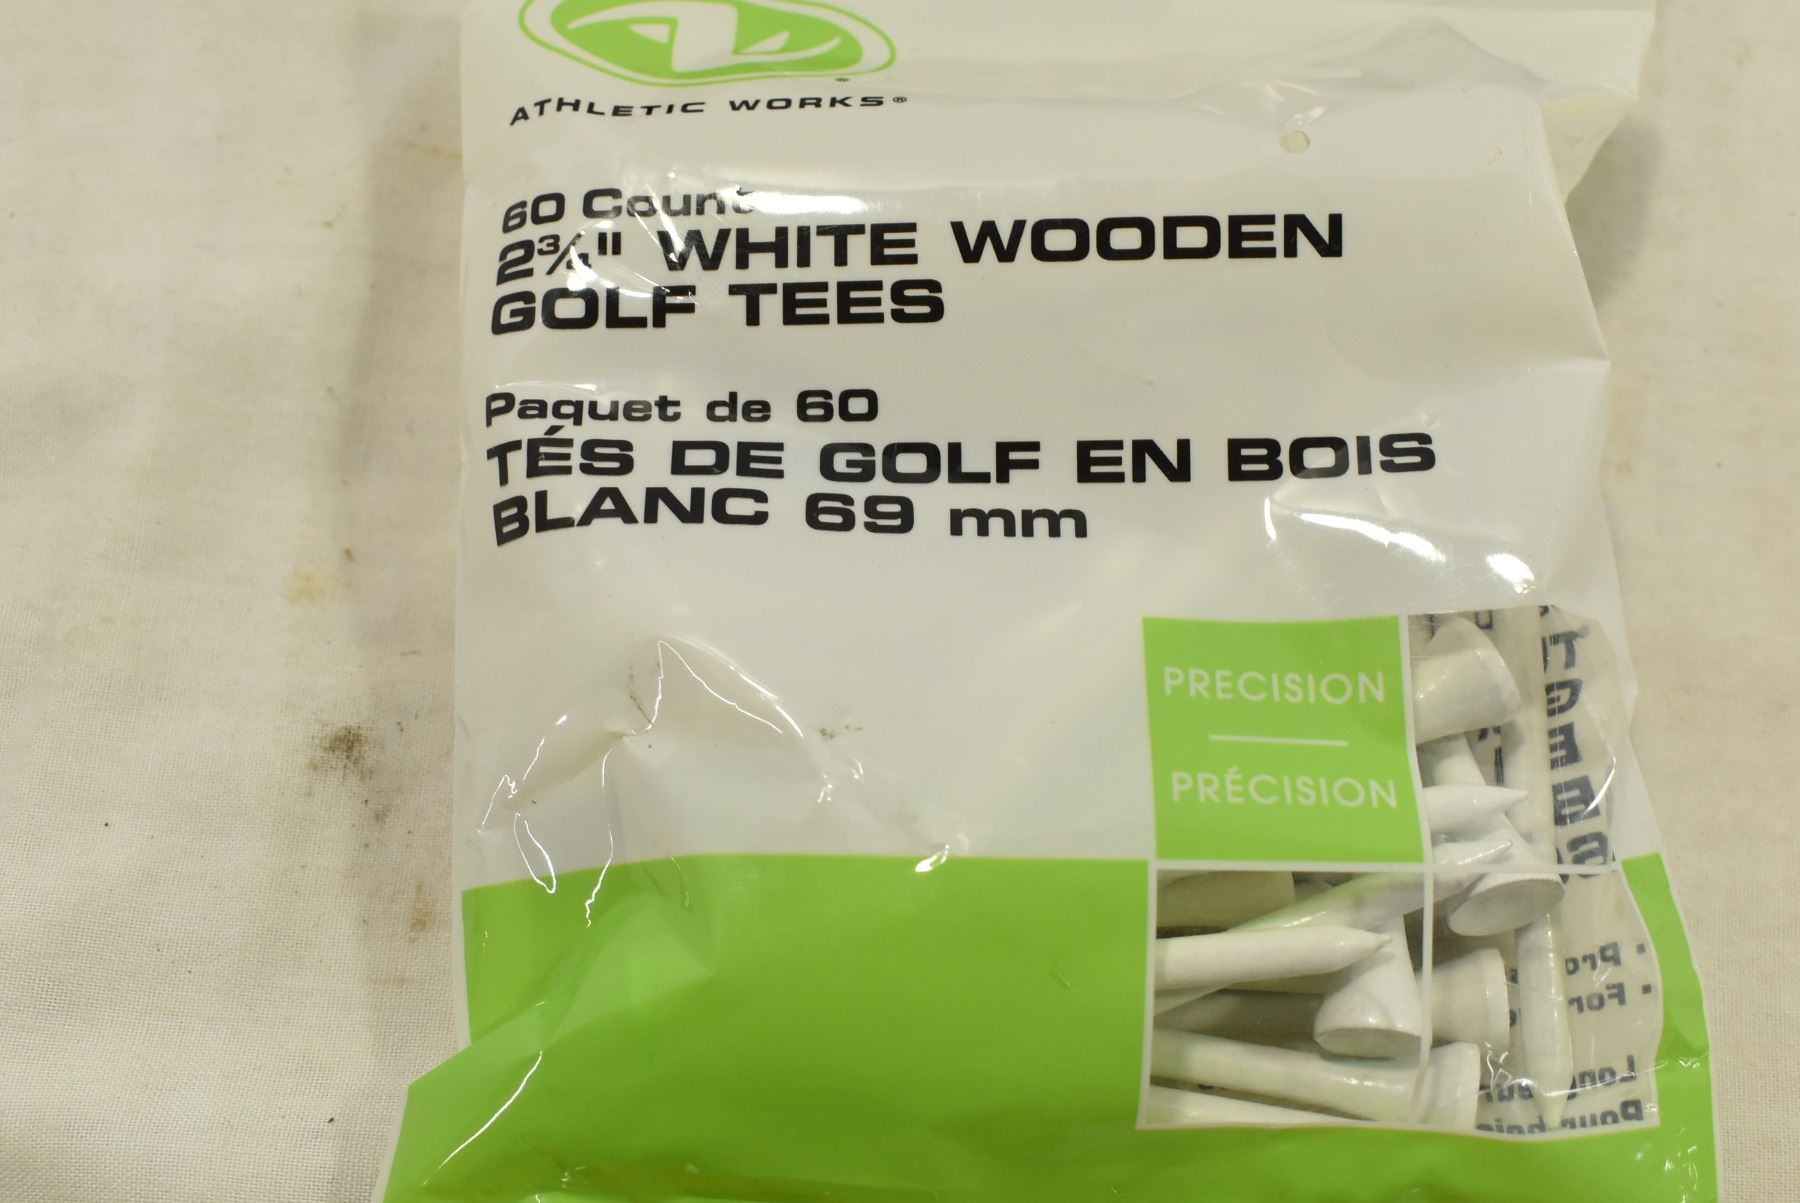 ATHLETIC WORKS®
60 Count
2¾" WHITE WOODEN
GOLF TEES
Paquet de 60
TÉS DE GOLF EN BOIS
BLANC 69 mm
PRECISION
PRÉCISION